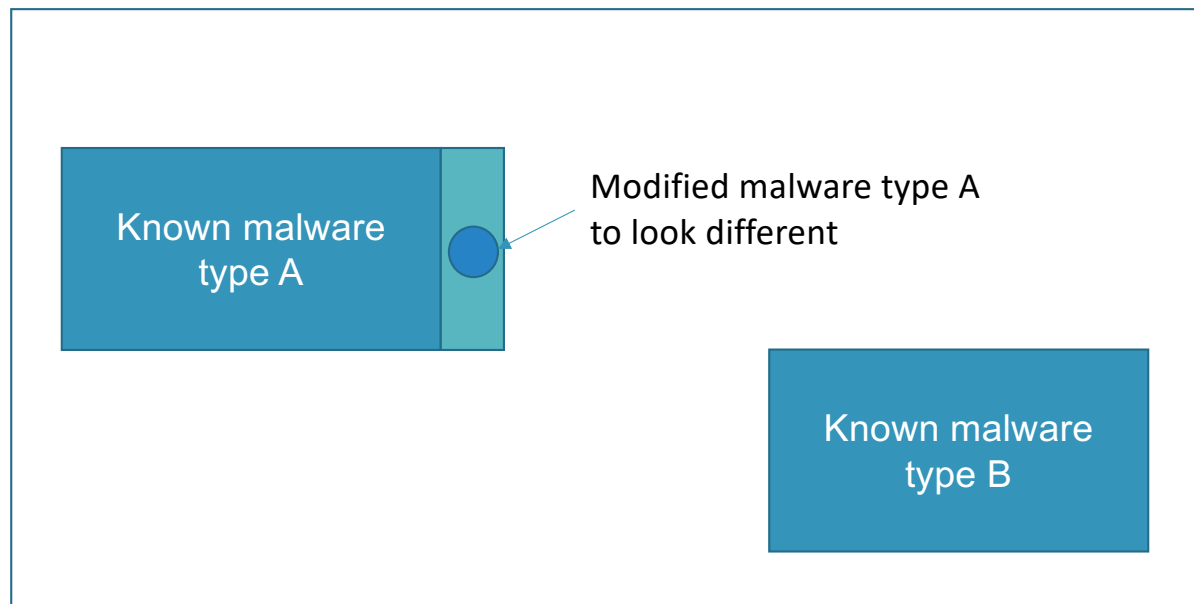 Known malware
type A
Modified malware type A
to look different
Known malware
type B